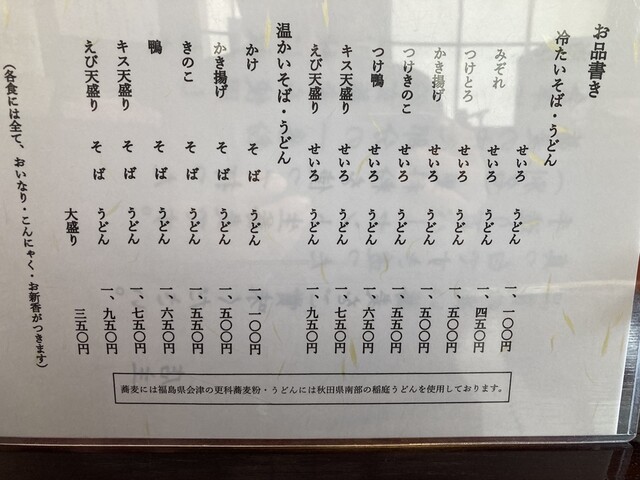 お品書き
冷たいそば・うどん
せいろ うどん 一、一〇〇円
みぞれ せいろ うどん 一、四五〇円
つけとろ せいろ うどん 一、五〇〇円
かき揚げ せいろ うどん 一、五〇〇円
つけきのこ せいろ うどん 一、五五〇円
つけ鴨 せいろ うどん 一、六五〇円
キス天盛り せいろ うどん 一、七五〇円
えび天盛り せいろ うどん 一、九五〇円
温かいそば・うどん
かけ そば うどん 一、一〇〇円
かき揚げ そば うどん 一、五〇〇円
きのこ そば うどん 一、五五〇円
鴨 そば うどん 一、六五〇円
キス天盛り そば うどん 一、七五〇円
えび天盛り そば うどん 一、九五〇円
大盛り 三五〇円
（各食には全て、おいなり・こんにゃく・お新香がつきます）
蕎麦には福島県会津の更科蕎麦粉・うどんには秋田県南部の稲庭うどんを使用しております。